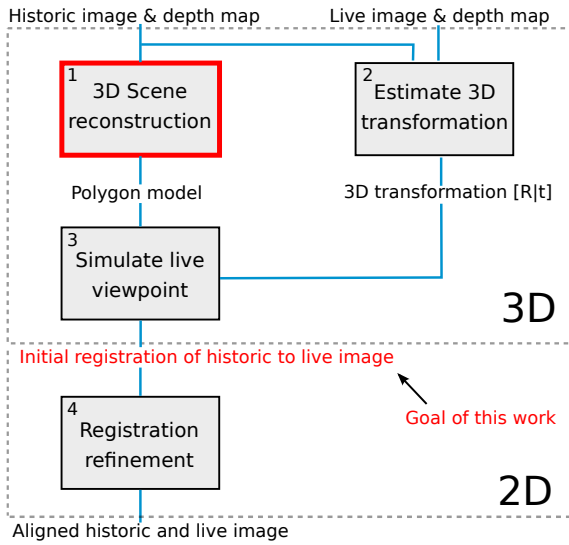 Historic image & depth map
Live image & depth map
1
3D Scene
reconstruction
2
Estimate 3D
transformation
Polygon model
3D transformation [R|t]
3
Simulate live
viewpoint
3D
Initial registration of historic to live image
Goal of this work
4
Registration
refinement
2D
Aligned historic and live image